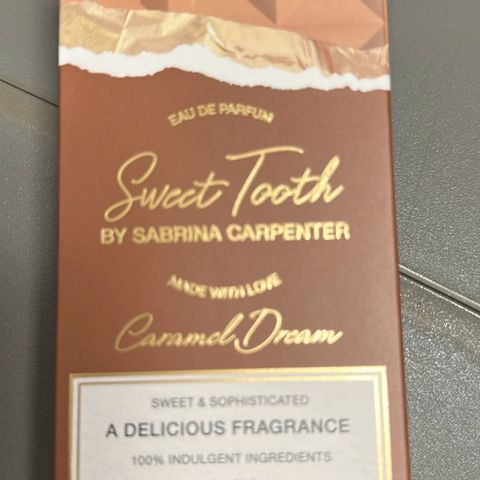 EAU DE PARFUM
Sweet Tooth
BY SABRINA CARPENTER
MADE WITH LOVE
Caramel Dream
SWEET & SOPHISTICATED
A DELICIOUS FRAGRANCE
100% INDULGENT INGREDIENTS